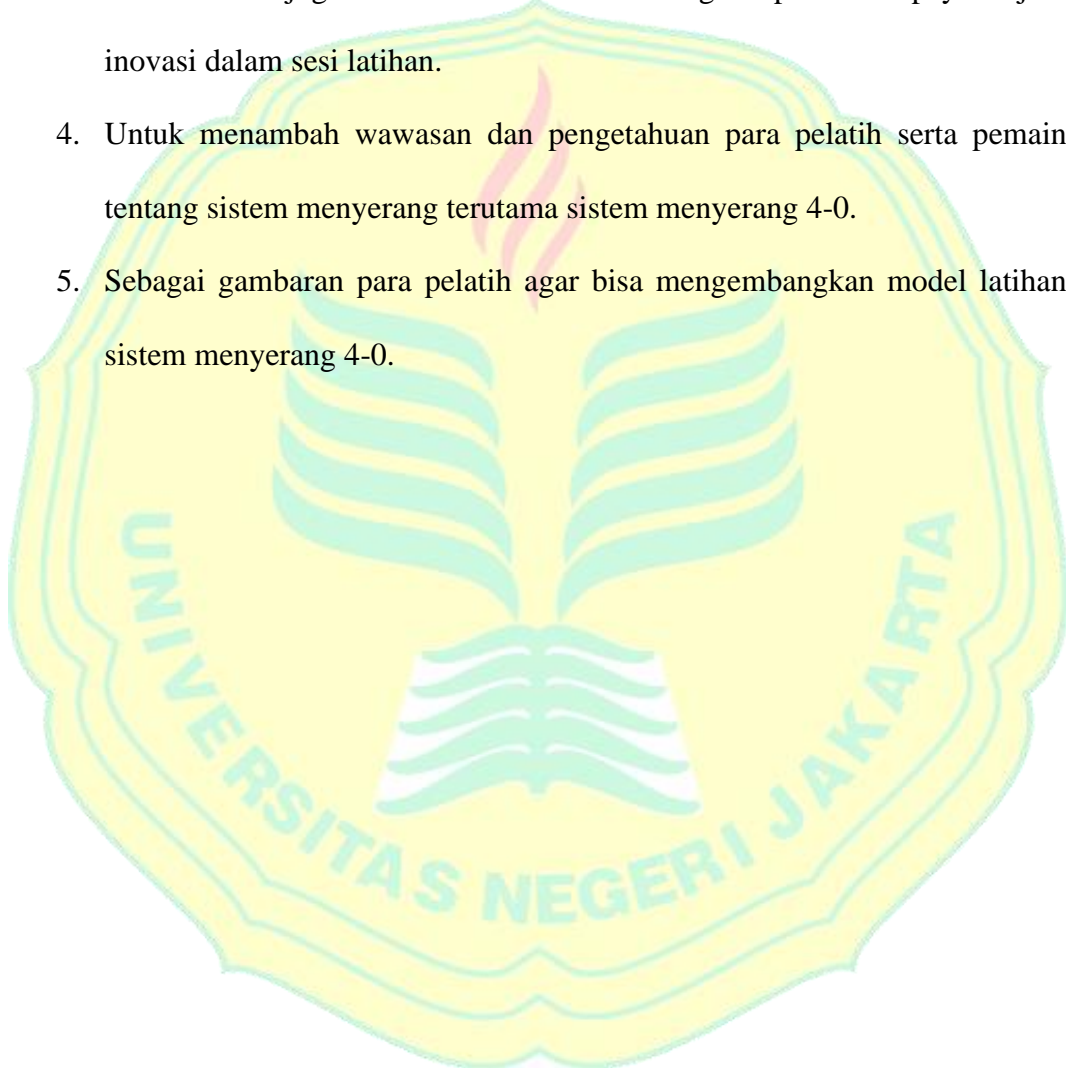 inovasi dalam sesi latihan.
4. Untuk menambah wawasan dan pengetahuan para pelatih serta pemain
tentang sistem menyerang terutama sistem menyerang 4-0.
5. Sebagai gambaran para pelatih agar bisa mengembangkan model latihan
sistem menyerang 4-0.
UNIVERSITAS NEGERI JAKARTA